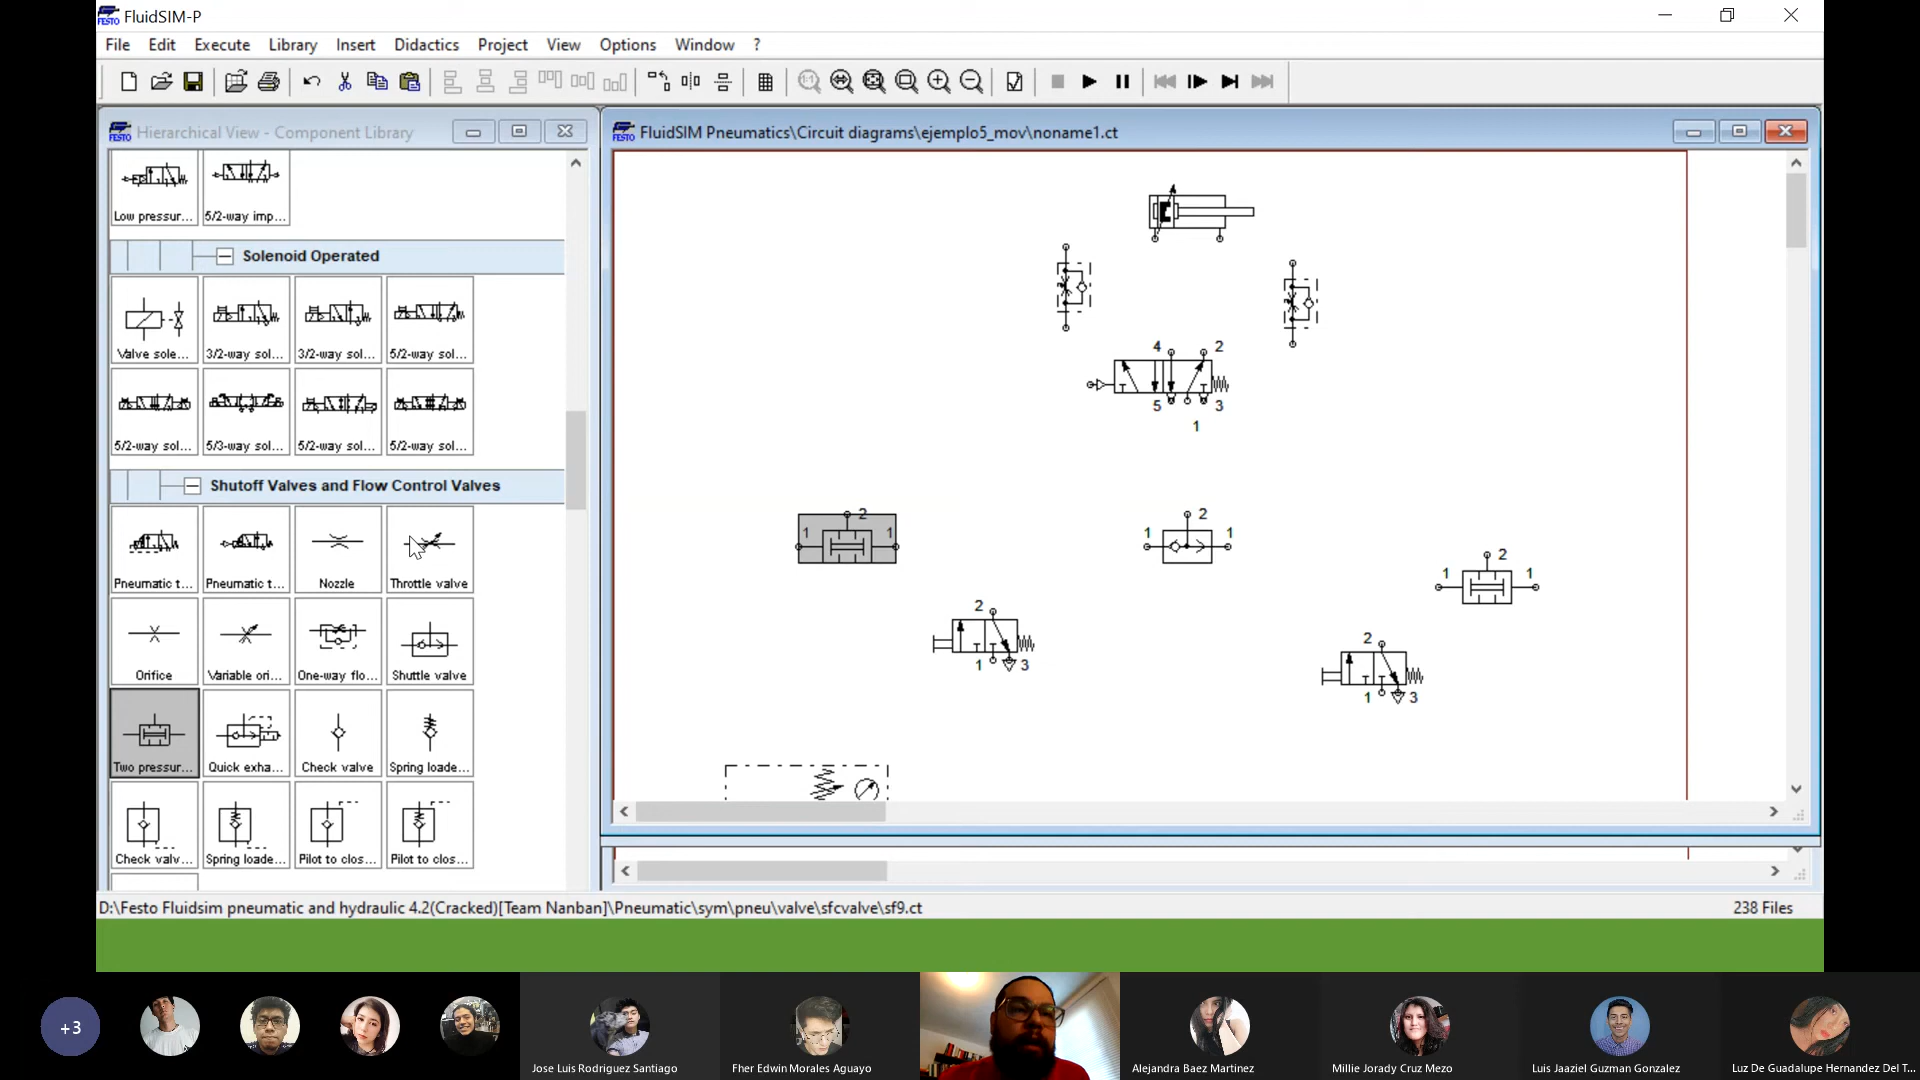 FESTO FluidSIM-P
File Edit Execute Library Insert Didactics Project View Options Window ?
1:1
FESTO Hierarchical View - Component Library
FESTO FluidSIM Pneumatics\Circuit diagrams\ejemplo5_mov\noname1.ct
Low pressur... 5/2-way imp...
Solenoid Operated
Valve sole... 3/2-way sol... 3/2-way sol... 5/2-way sol...
5/2-way sol... 5/3-way sol... 5/2-way sol... 5/2-way sol...
Shutoff Valves and Flow Control Valves
Pneumatic t... Pneumatic t... Nozzle Throttle valve
Orifice Variable ori... One-way flo... Shuttle valve
Two pressur... Quick exha... Check valve Spring loade...
Check valv... Spring loade... Pilot to clos... Pilot to clos...
4 2
5 3
1
2
1 1
2
1 1
2
1 1
2
1 3
2
1 3
D:\Festo Fluidsim pneumatic and hydraulic 4.2(Cracked)[Team Nanban]\Pneumatic\sym\pneu\valve\sfcvalve\sf9.ct 238 Files
+3
Jose Luis Rodriguez Santiago
Fher Edwin Morales Aguayo
Alejandra Baez Martinez
Millie Jorady Cruz Mezo
Luis Jaaziel Guzman Gonzalez
Luz De Guadalupe Hernandez Del T...